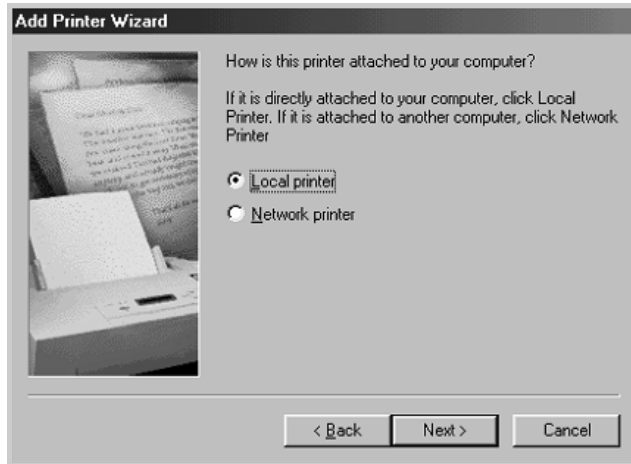 Add Printer Wizard
How is this printer attached to your computer?
If it is directly attached to your computer, click Local
Printer. If it is attached to another computer, click Network
Printer
Local printer
Network printer
< Back
Next >
Cancel